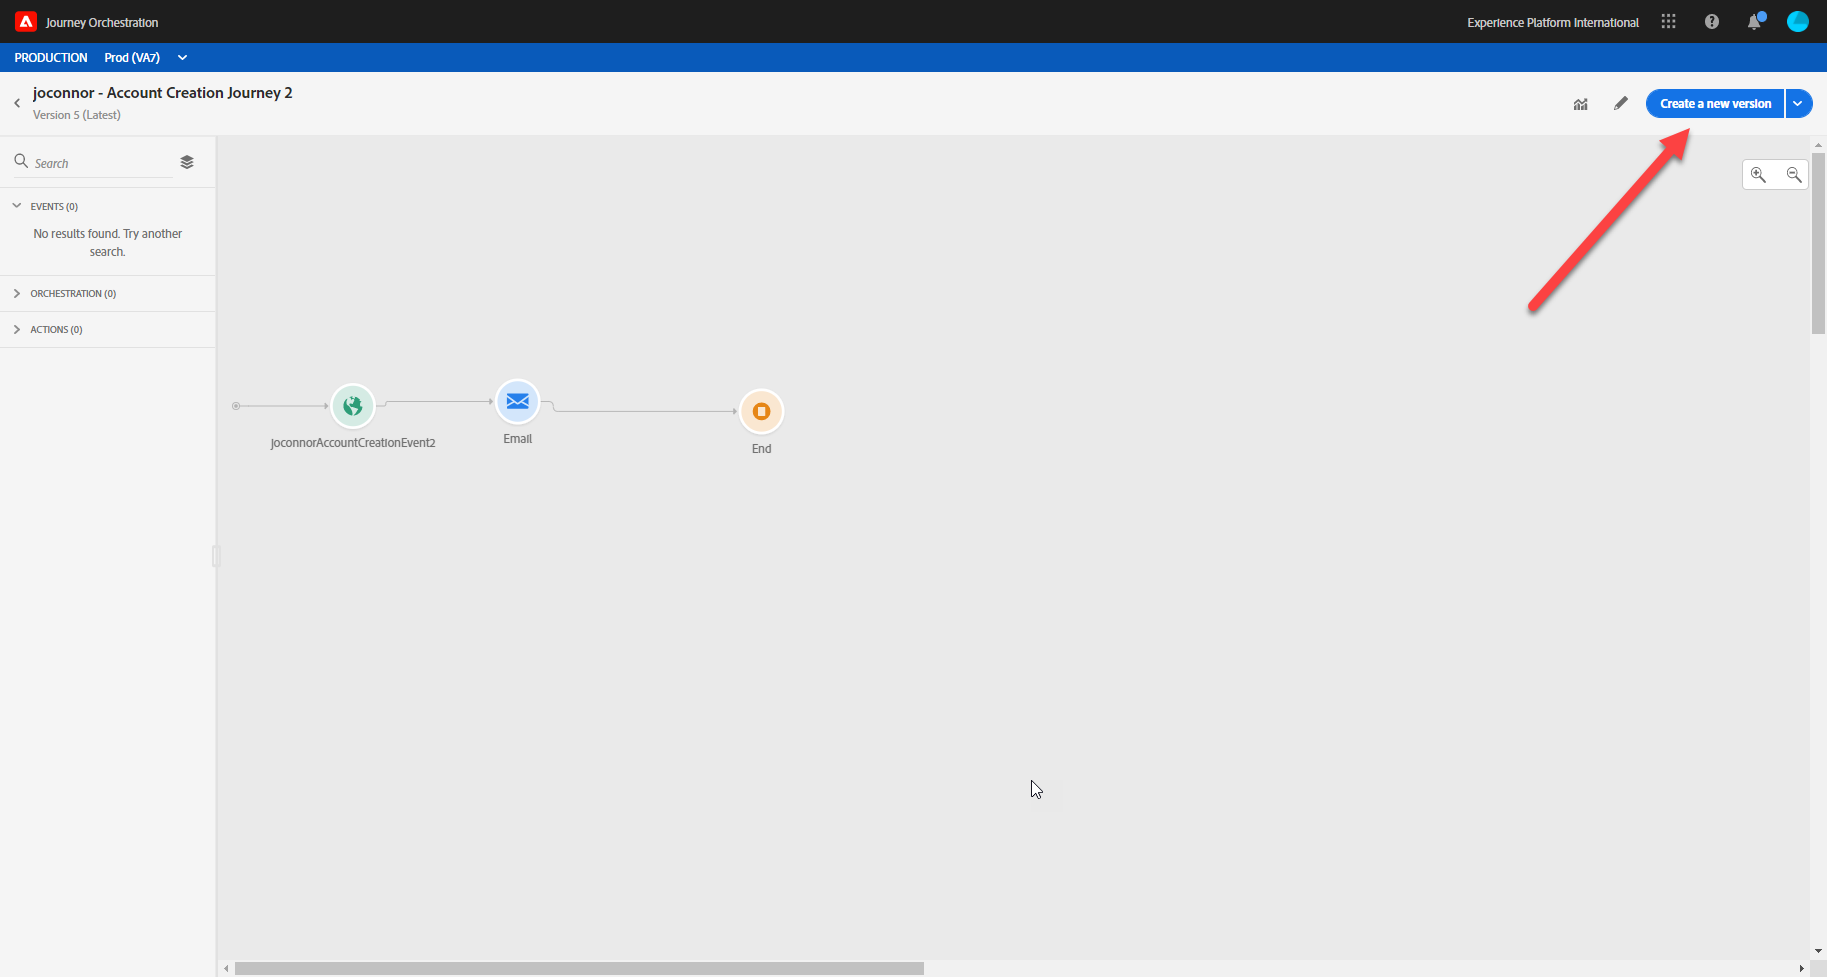 Journey Orchestration
Experience Platform International
PRODUCTION Prod (VA7)
joconnor - Account Creation Journey 2
Version 5 (Latest)
Create a new version
Search
EVENTS (0)
No results found. Try another
search.
ORCHESTRATION (0)
ACTIONS (0)
joconnorAccountCreationEvent2
Email
End